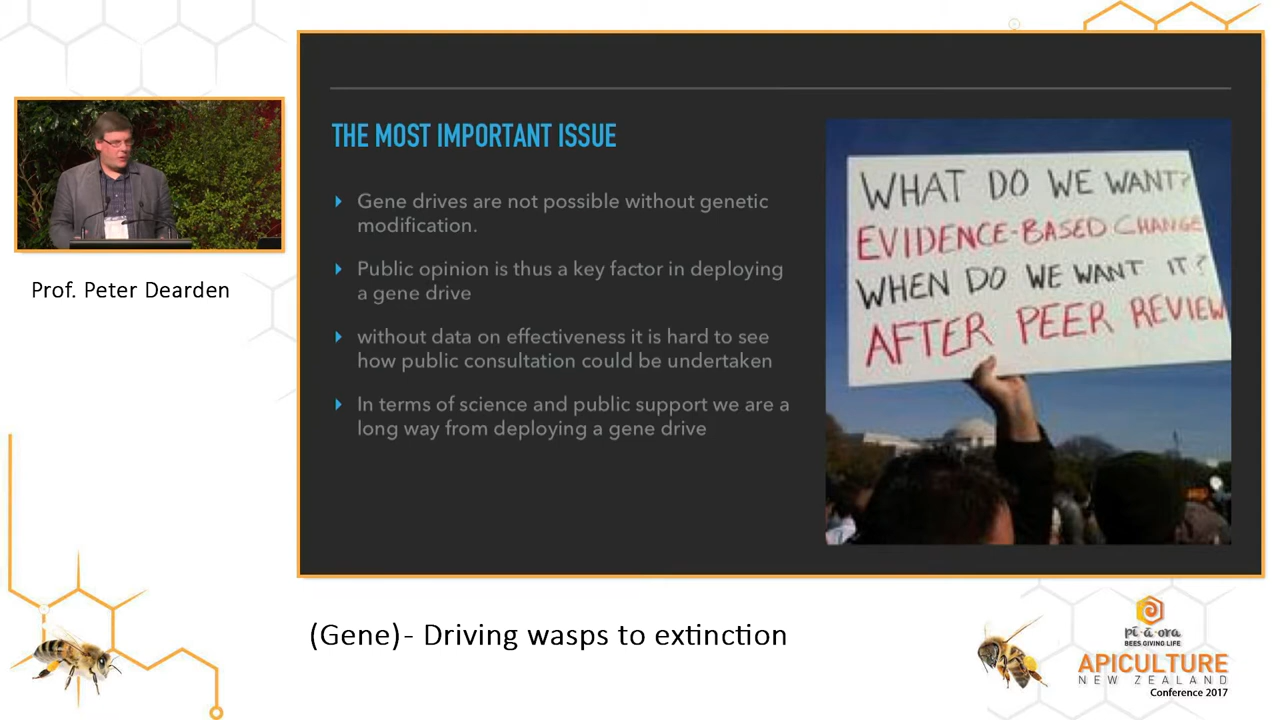 THE MOST IMPORTANT ISSUE
Gene drives are not possible without genetic
modification.
Public opinion is thus a key factor in deploying
a gene drive
without data on effectiveness it is hard to see
how public consultation could be undertaken
In terms of science and public support we are a
long way from deploying a gene drive
WHAT DO WE WANT?
EVIDENCE-BASED CHANGE
WHEN DO WE WANT IT?
AFTER PEER REVIEW
Prof. Peter Dearden
(Gene)- Driving wasps to extinction
pī-ā-ora
BEES GIVING LIFE
APICULTURE
NEW ZEALAND
Conference 2017